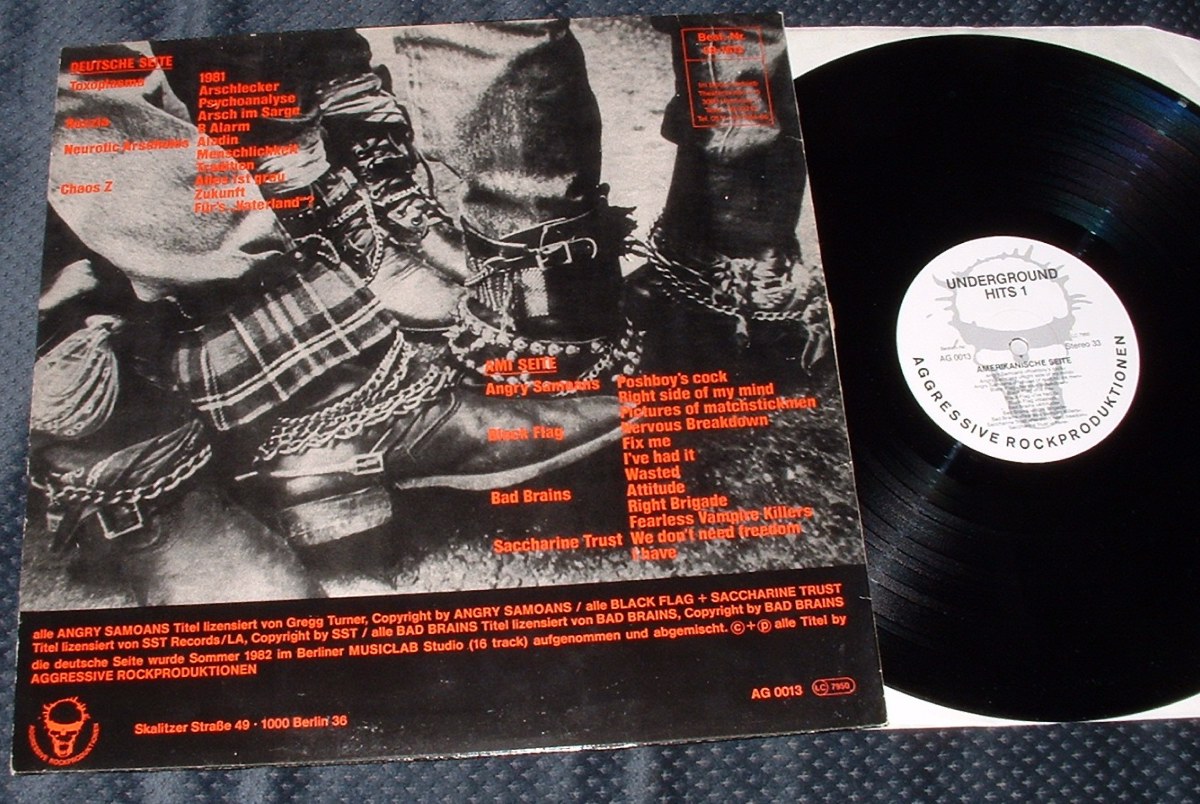 DEUTSCHE SEITE
Toxoplasma
1981
Arschlecker
Psychoanalyse
Arsch im Sarge
B Alarm
Neurotic Arseholes
Aladin
Menschlichkeit
Tradition
Alles ist grau
Chaos Z
Zukunft
Für's „Vaterland"?
Best.-Nr.
AMI SEITE
Angry Samoans
Poshboy's cock
Right side of my mind
Pictures of matchstickmen
Black Flag
Nervous Breakdown
Fix me
I've had it
Wasted
Bad Brains
Attitude
Right Brigade
Fearless Vampire Killers
Saccharine Trust
We don't need freedom
I have
alle ANGRY SAMOANS Titel lizensiert von Gregg Turner, Copyright by ANGRY SAMOANS / alle BLACK FLAG + SACCHARINE TRUST
Titel lizensiert von SST Records/LA, Copyright by SST / alle BAD BRAINS Titel lizensiert von BAD BRAINS, Copyright by BAD BRAINS
die deutsche Seite wurde Sommer 1982 im Berliner MUSICLAB Studio (16 track) aufgenommen und abgemischt. ©+℗ alle Titel by
AGGRESSIVE ROCKPRODUKTIONEN
AG 0013 LC 7950
Skalitzer Straße 49 · 1000 Berlin 36
AGGRESSIVE ROCKPRODUKTIONEN
UNDERGROUND
HITS 1
AG 0013
Stereo 33
AMERIKANISCHE SEITE
AGGRESSIVE ROCKPRODUKTIONEN